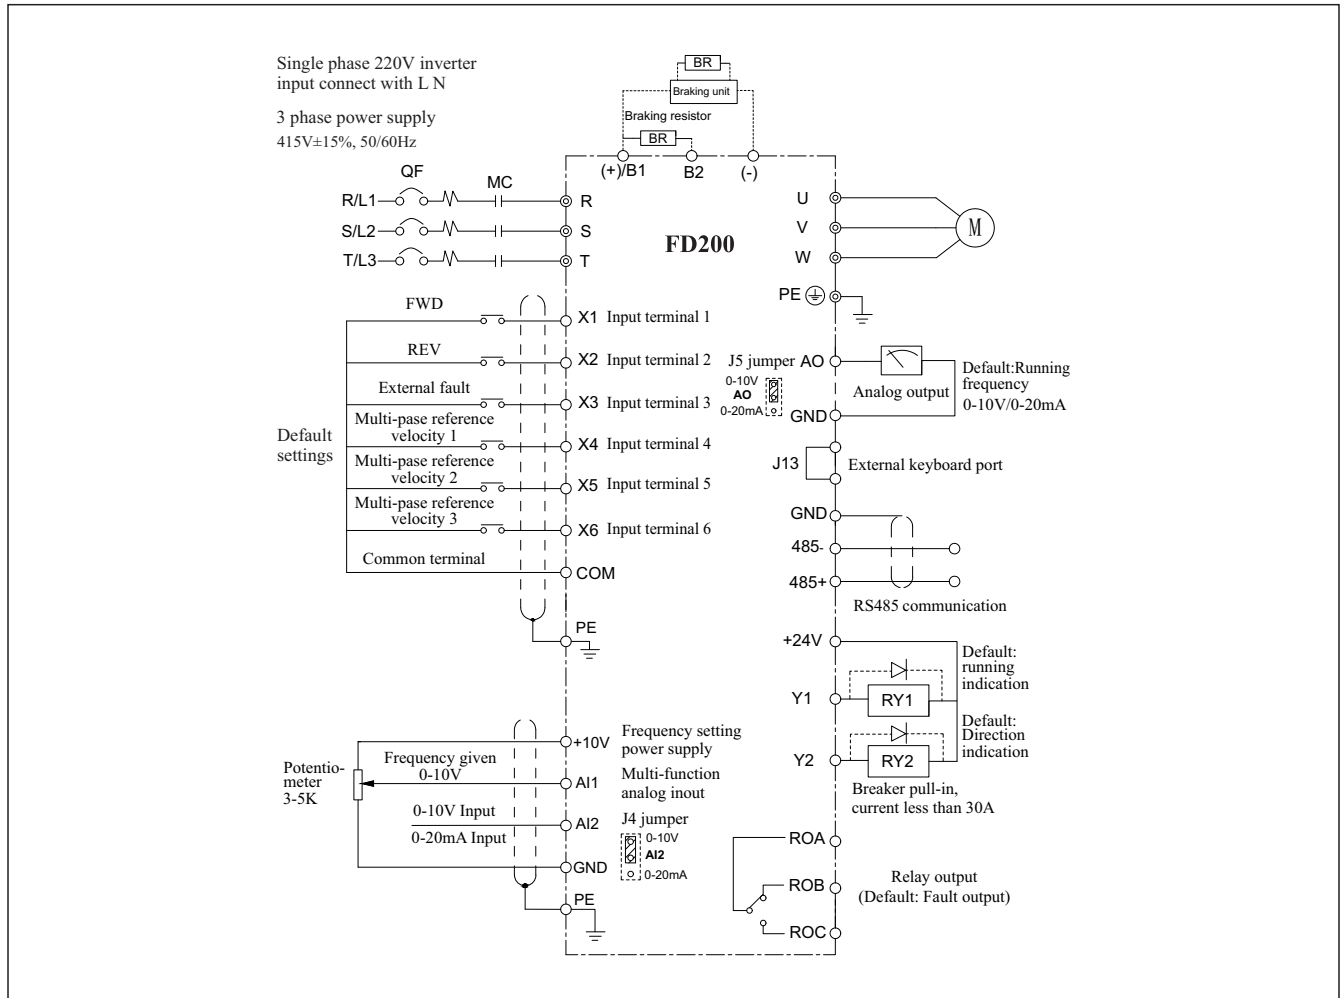 Single phase 220V inverter
input connect with L N
3 phase power supply
415V±15%, 50/60Hz
BR
Braking unit
Braking resistor
BR
(+)/B1
B2
(-)
QF
MC
R/L1
R
S/L2
S
T/L3
T
FD200
U
V
W
M
PE
FWD
X1 Input terminal 1
REV
X2 Input terminal 2
External fault
X3 Input terminal 3
Multi-pase reference
velocity 1
X4 Input terminal 4
Multi-pase reference
velocity 2
X5 Input terminal 5
Multi-pase reference
velocity 3
X6 Input terminal 6
Common terminal
COM
Default
settings
PE
J5 jumper
AO
0-10V
AO
0-20mA
Analog output
GND
Default:Running
frequency
0-10V/0-20mA
J13
External keyboard port
GND
485-
485+
RS485 communication
+24V
Y1
RY1
Default:
running
indication
Y2
RY2
Default:
Direction
indication
Breaker pull-in,
current less than 30A
Potentio-
meter
3-5K
+10V
Frequency setting
power supply
Frequency given
0-10V
AI1
Multi-function
analog inout
0-10V Input
0-20mA Input
AI2
J4 jumper
0-10V
AI2
0-20mA
GND
PE
ROA
ROB
ROC
Relay output
(Default: Fault output)